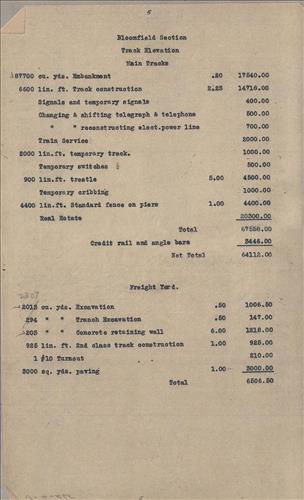 5
Bloomfield Section
Track Elevation
Main Tracks
87700 cu. yds. Embankment .20 17540.00
6600 lin. ft. Track construction 2.23 14718.00
Signals and temporary signals 400.00
Changing & shifting telegraph & telephone 500.00
" " reconstructing elect.power line 700.00
Train Service 2000.00
2000 lin.ft. temporary track. 1000.00
Temporary switches 500.00
900 lin.ft. trestle 5.00 4500.00
Temporary cribbing 1000.00
4400 lin.ft. Standard fence on piers 1.00 4400.00
Real Estate 20300.00
Total 67558.00
Credit rail and angle bars 3446.00
Net Total 64112.00
Freight Yard.
2013 cu. yds. Excavation .50 1006.50
294 " " Trench Excavation .50 147.00
203 " " Concrete retaining wall 6.00 1218.00
925 lin. ft. 2nd class track construction 1.00 925.00
1 #10 Turnout 210.00
3000 sq. yds. paving 1.00 3000.00
Total 6506.50